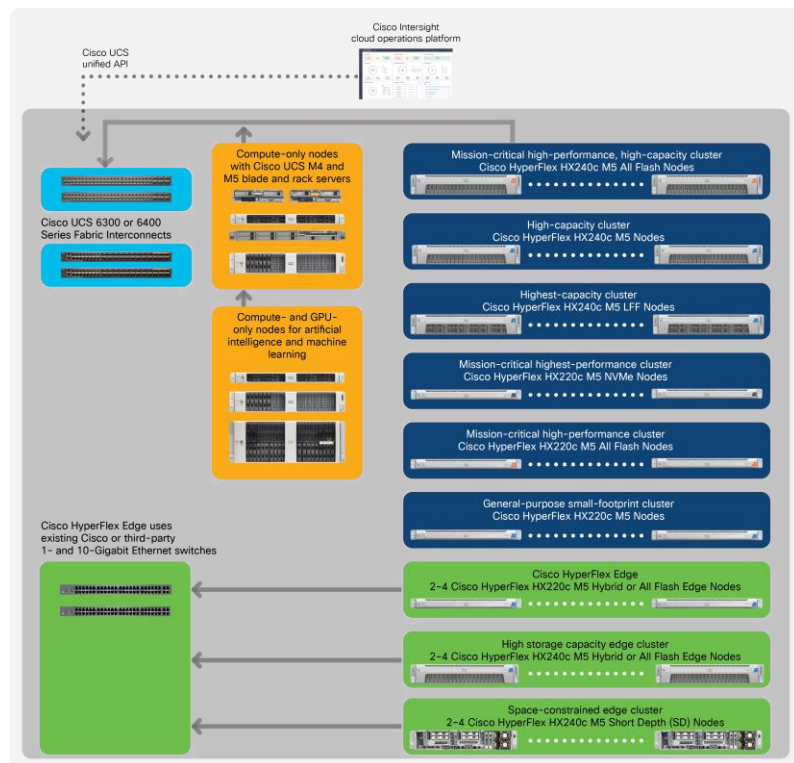 Cisco Intersight
cloud operations platform
Cisco UCS
unified API
Compute-only nodes
with Cisco UCS M4 and
M5 blade and rack servers
Mission-critical high-performance, high-capacity cluster
Cisco HyperFlex HX240c M5 All Flash Nodes
Cisco UCS 6300 or 6400
Series Fabric Interconnects
High-capacity cluster
Cisco HyperFlex HX240c M5 Nodes
Highest-capacity cluster
Cisco HyperFlex HX240c M5 LFF Nodes
Compute- and GPU-
only nodes for artificial
intelligence and machine
learning
Mission-critical highest-performance cluster
Cisco HyperFlex HX220c M5 NVMe Nodes
Mission-critical high-performance cluster
Cisco HyperFlex HX220c M5 All Flash Nodes
General-purpose small-footprint cluster
Cisco HyperFlex HX220c M5 Nodes
Cisco HyperFlex Edge uses
existing Cisco or third-party
1- and 10-Gigabit Ethernet switches
Cisco HyperFlex Edge
2-4 Cisco HyperFlex HX220c M5 Hybrid or All Flash Edge Nodes
High storage capacity edge cluster
2-4 Cisco HyperFlex HX240c M5 Hybrid or All Flash Edge Nodes
Space-constrained edge cluster
2-4 Cisco HyperFlex HX240c M5 Short Depth (SD) Nodes